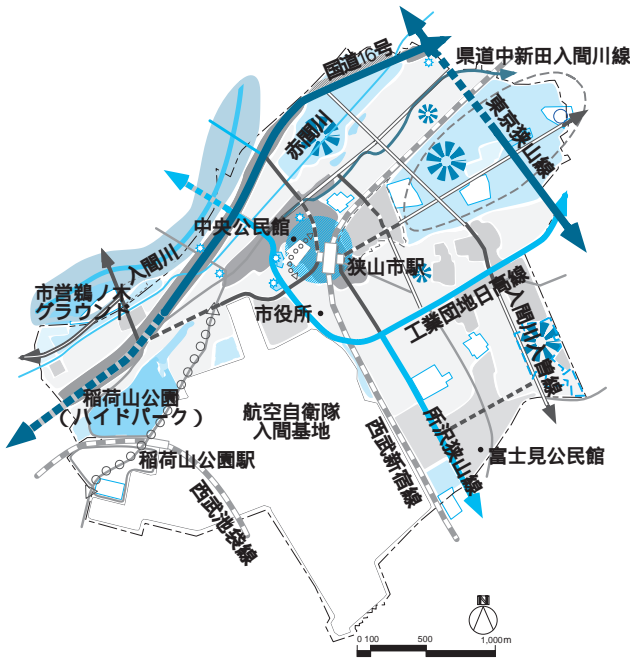 国道16号
県道中新田入間川線
赤間川
東京狭山線
中央公民館
入間川
狭山市駅
市営鵜ノ木
グラウンド
市役所
工業団地日高線
入間川入曽線
稲荷山公園
（ハイドパーク）
航空自衛隊
入間基地
稲荷山公園駅
西武新宿線
所沢狭山線
富士見公民館
西武池袋線
N
0 100 500 1,000m